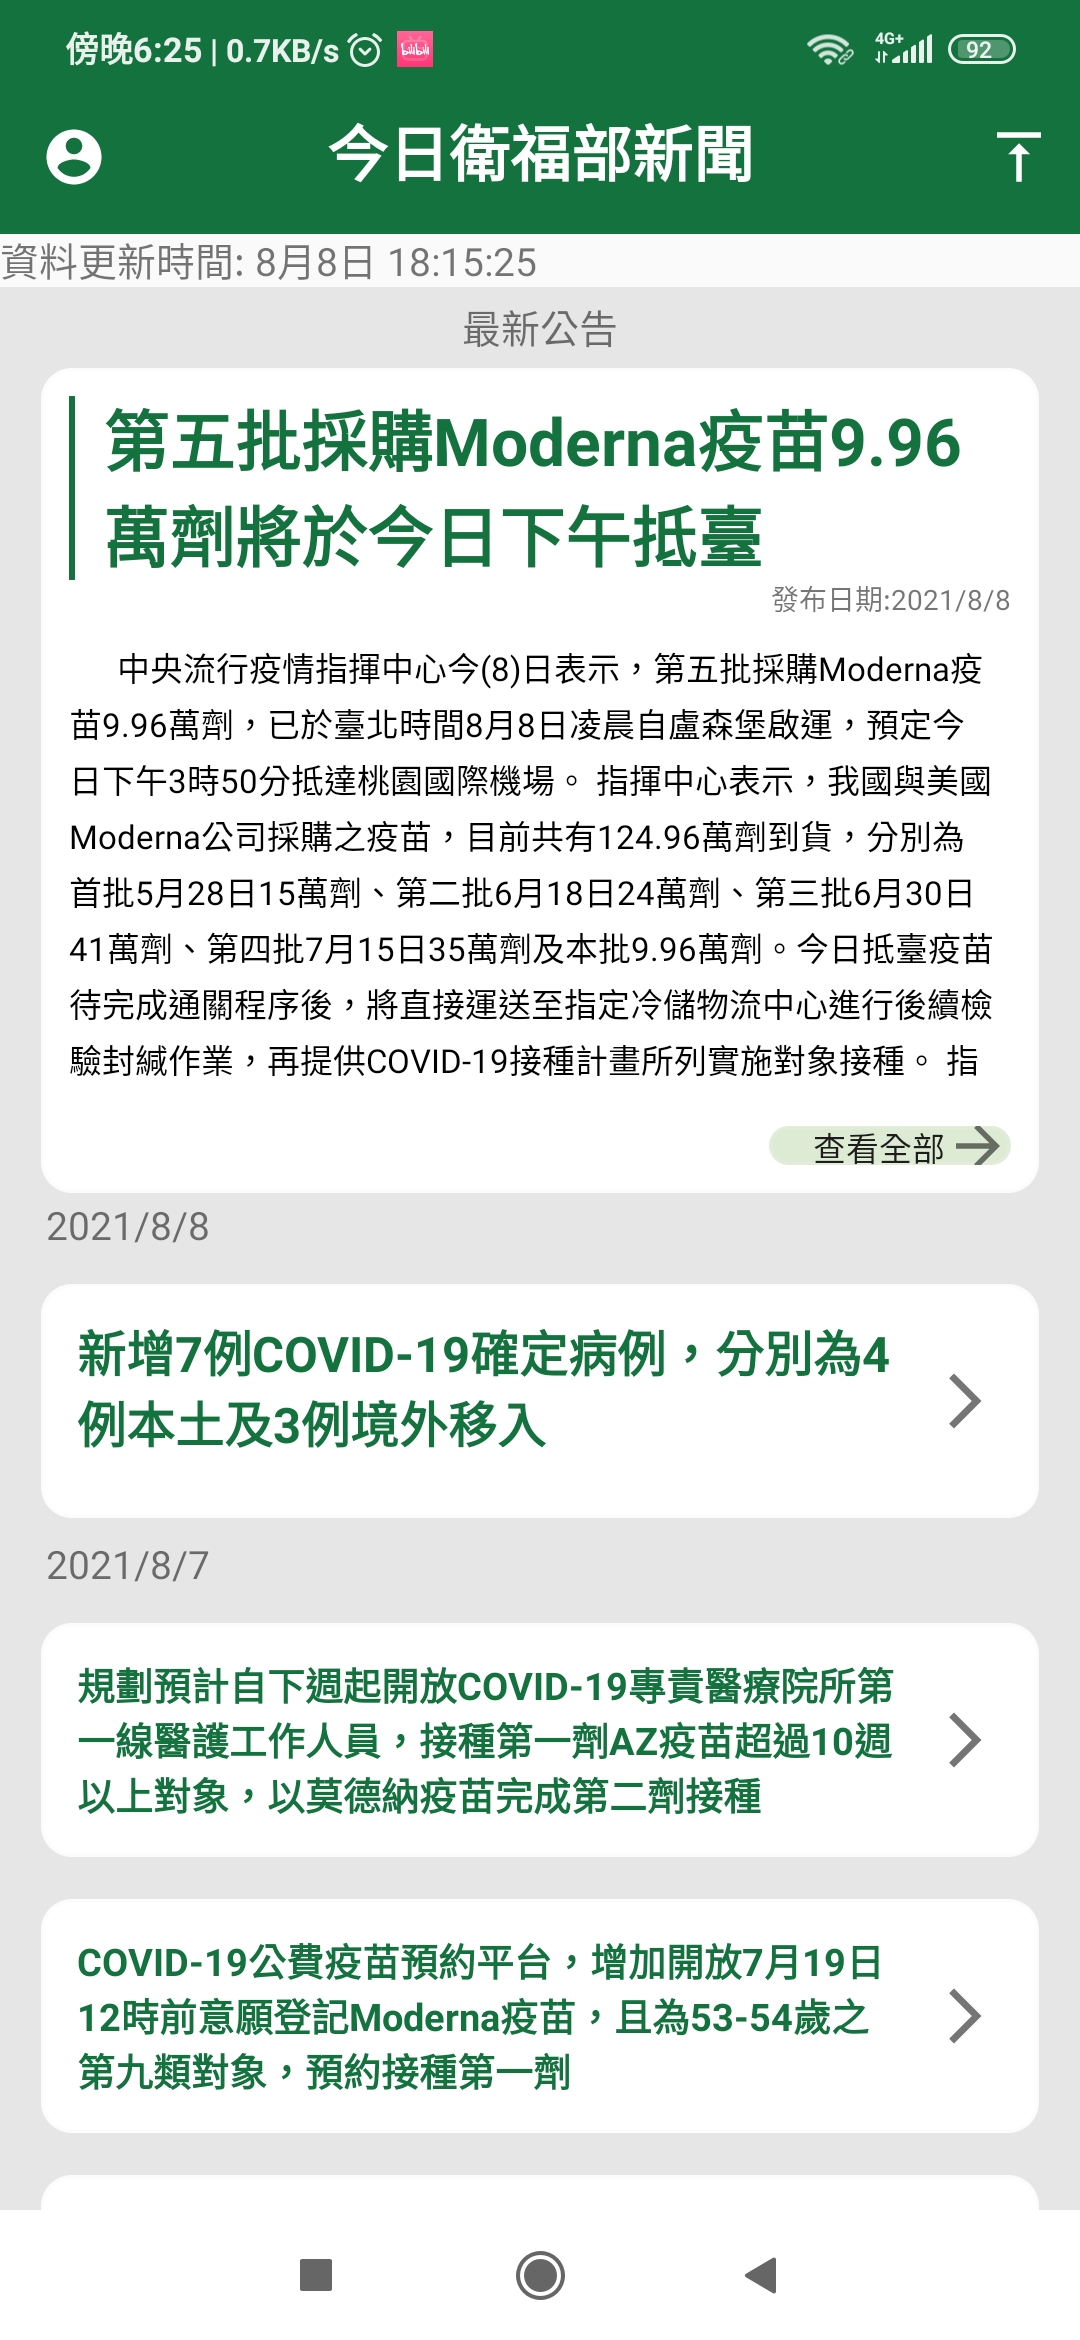 傍晚6:25 | 0.7KB/s bilibili 4G+ 92
今日衛福部新聞
資料更新時間: 8月8日 18:15:25
最新公告
第五批採購Moderna疫苗9.96
萬劑將於今日下午抵臺
發布日期:2021/8/8
中央流行疫情指揮中心今(8)日表示，第五批採購Moderna疫
苗9.96萬劑，已於臺北時間8月8日凌晨自盧森堡啟運，預定今
日下午3時50分抵達桃園國際機場。 指揮中心表示，我國與美國
Moderna公司採購之疫苗，目前共有124.96萬劑到貨，分別為
首批5月28日15萬劑、第二批6月18日24萬劑、第三批6月30日
41萬劑、第四批7月15日35萬劑及本批9.96萬劑。今日抵臺疫苗
待完成通關程序後，將直接運送至指定冷儲物流中心進行後續檢
驗封緘作業，再提供COVID-19接種計畫所列實施對象接種。 指
查看全部
2021/8/8
新增7例COVID-19確定病例，分別為4
例本土及3例境外移入
2021/8/7
規劃預計自下週起開放COVID-19專責醫療院所第
一線醫護工作人員，接種第一劑AZ疫苗超過10週
以上對象，以莫德納疫苗完成第二劑接種
COVID-19公費疫苗預約平台，增加開放7月19日
12時前意願登記Moderna疫苗，且為53-54歲之
第九類對象，預約接種第一劑